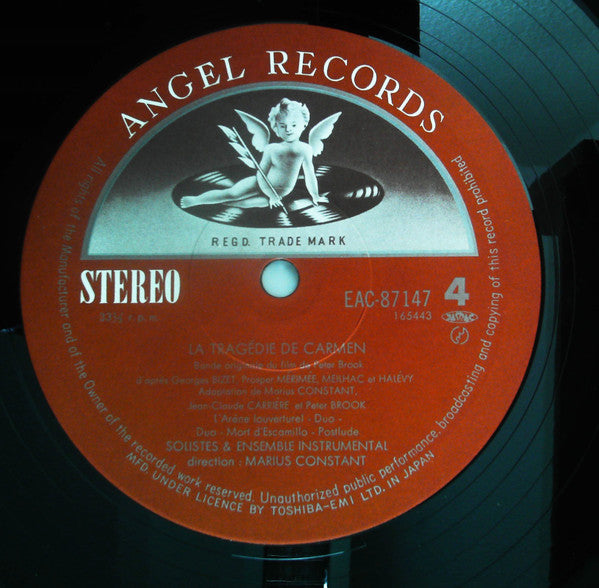 ANGEL RECORDS
REGD. TRADE MARK
STEREO
33⅓ r. p. m.
EAC-87147 4
165443
LA TRAGÉDIE DE CARMEN
Bande originale du film de Peter Brook
d'après Georges BIZET, Prosper MÉRIMÉE, MEILHAC et HALÉVY
Adaptation de Marius CONSTANT,
Jean-Claude CARRIÈRE et Peter BROOK
L'Arène (ouverture) - Duo -
Duo - Mort d'Escamillo - Postlude
SOLISTES & ENSEMBLE INSTRUMENTAL
direction : MARIUS CONSTANT
All rights of the Manufacturer and of the Owner of the recorded work reserved. Unauthorized public performance, broadcasting and copying of this record prohibited
MFD. UNDER LICENCE BY TOSHIBA-EMI LTD. IN JAPAN